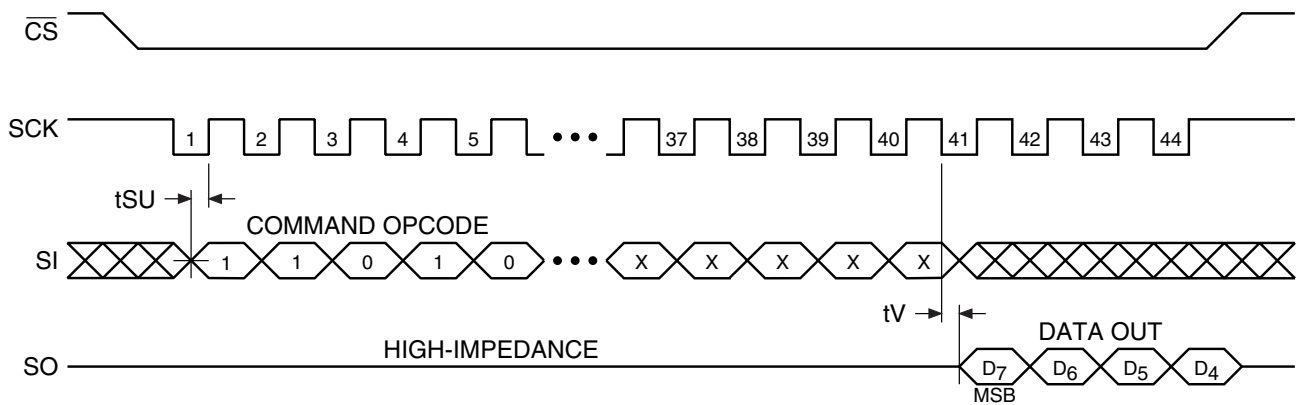 CS
SCK 1 2 3 4 5 ••• 37 38 39 40 41 42 43 44
tSU
COMMAND OPCODE
SI 1 1 0 1 0 ••• X X X X X
tV
DATA OUT
HIGH-IMPEDANCE
SO D7 D6 D5 D4
MSB